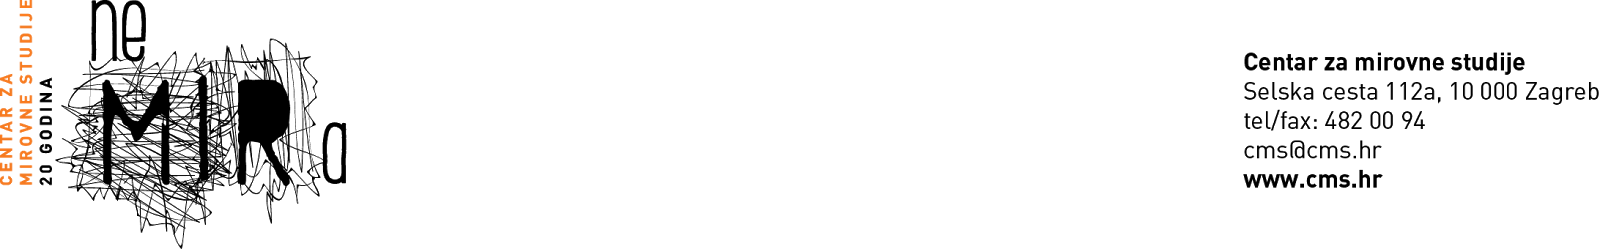 CENTAR ZA
MIROVNE STUDIJE
20 GODINA
ne
MIR
a
Centar za mirovne studije
Selska cesta 112a, 10 000 Zagreb
tel/fax: 482 00 94
cms@cms.hr
www.cms.hr